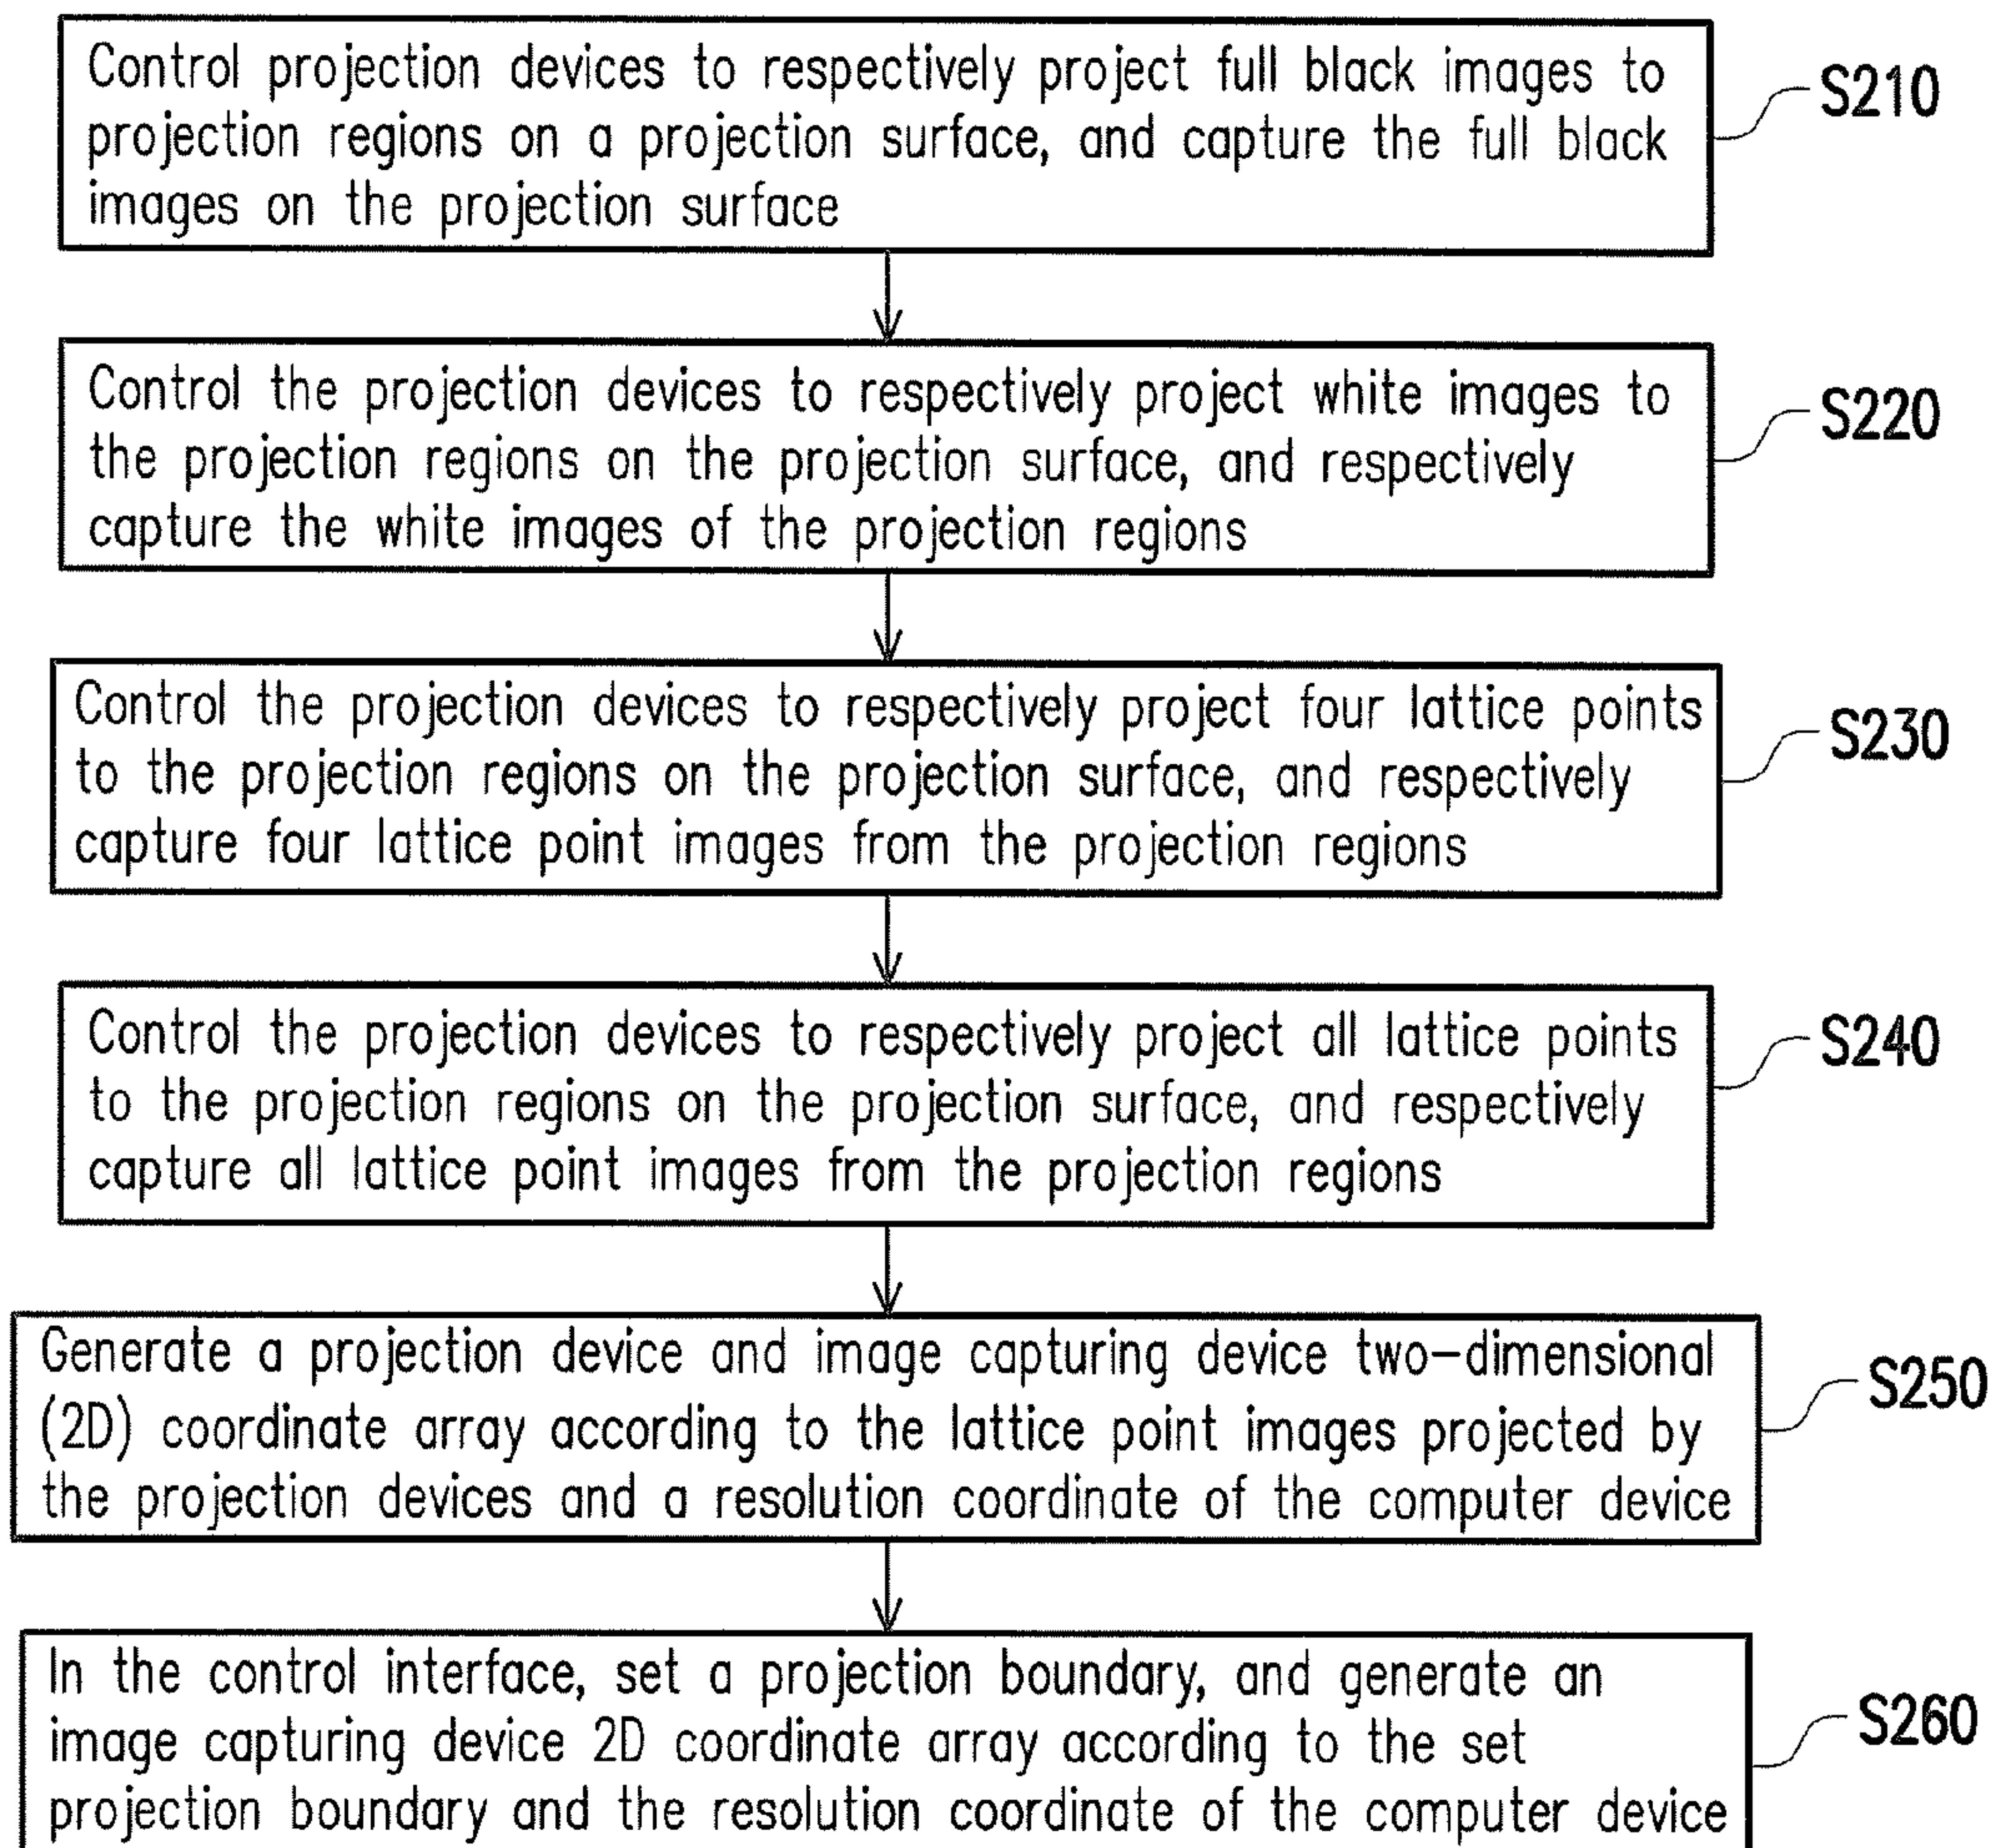 Control projection devices to respectively project full black images to
projection regions on a projection surface, and capture the full black
images on the projection surface
S210
Control the projection devices to respectively project white images to
the projection regions on the projection surface, and respectively
capture the white images of the projection regions
S220
Control the projection devices to respectively project four lattice points
to the projection regions on the projection surface, and respectively
capture four lattice point images from the projection regions
S230
Control the projection devices to respectively project all lattice points
to the projection regions on the projection surface, and respectively
capture all lattice point images from the projection regions
S240
Generate a projection device and image capturing device two-dimensional
(2D) coordinate array according to the lattice point images projected by
the projection devices and a resolution coordinate of the computer device
S250
In the control interface, set a projection boundary, and generate an
image capturing device 2D coordinate array according to the set
projection boundary and the resolution coordinate of the computer device
S260